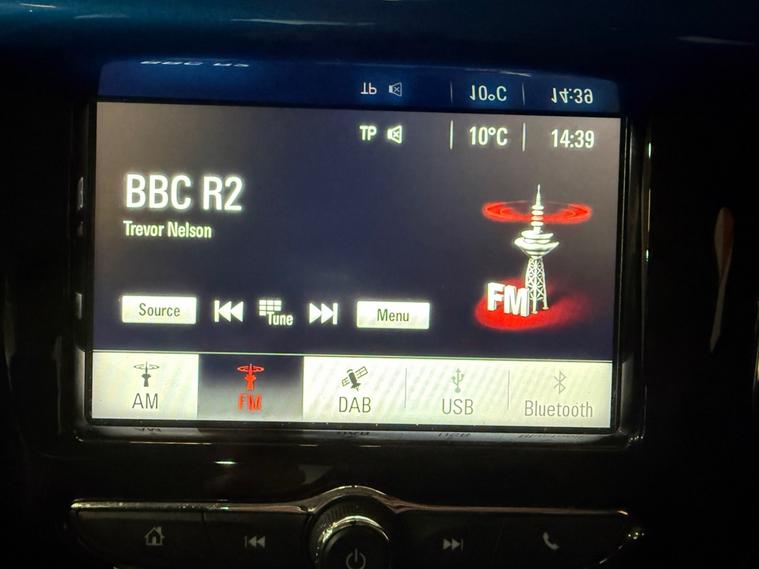 TP 10°C 14:39
BBC R2
Trevor Nelson
FM
Source Tune Menu
AM FM DAB USB Bluetooth